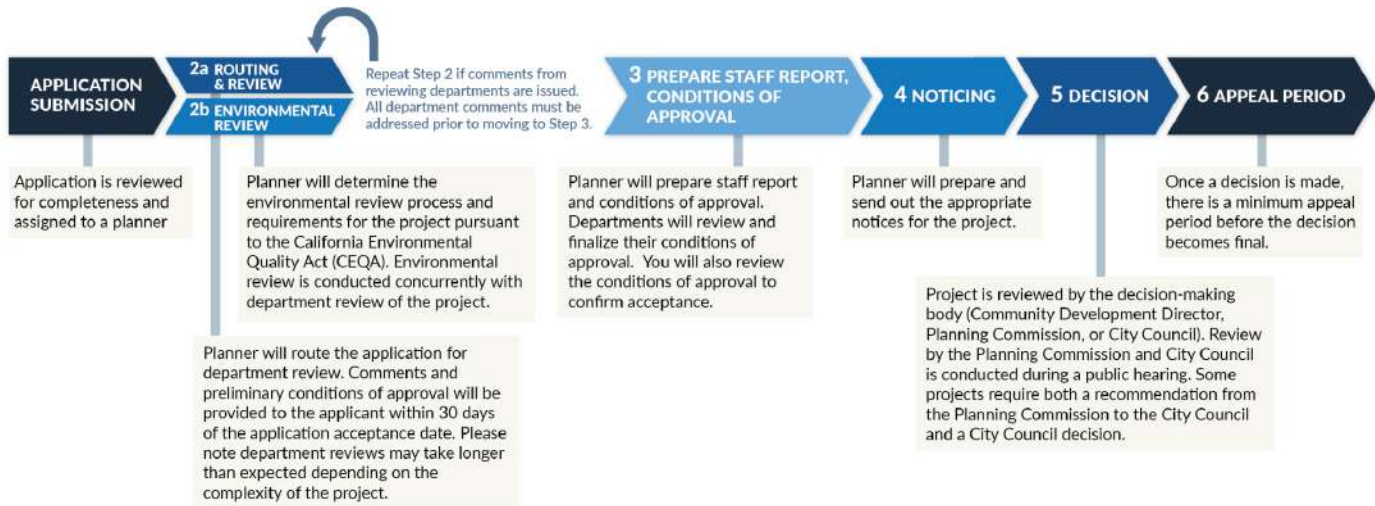 APPLICATION
SUBMISSION
2a ROUTING
& REVIEW
2b ENVIRONMENTAL
REVIEW
Repeat Step 2 if comments from
reviewing departments are issued.
All department comments must be
addressed prior to moving to Step 3.
3 PREPARE STAFF REPORT,
CONDITIONS OF
APPROVAL
4 NOTICING
5 DECISION
6 APPEAL PERIOD
Application is reviewed
for completeness and
assigned to a planner
Planner will determine the
environmental review process and
requirements for the project pursuant
to the California Environmental
Quality Act (CEQA). Environmental
review is conducted concurrently with
department review of the project.
Planner will route the application for
department review. Comments and
preliminary conditions of approval will be
provided to the applicant within 30 days
of the application acceptance date. Please
note department reviews may take longer
than expected depending on the
complexity of the project.
Planner will prepare staff report
and conditions of approval.
Departments will review and
finalize their conditions of
approval. You will also review
the conditions of approval to
confirm acceptance.
Planner will prepare and
send out the appropriate
notices for the project.
Project is reviewed by the decision-making
body (Community Development Director,
Planning Commission, or City Council). Review
by the Planning Commission and City Council
is conducted during a public hearing. Some
projects require both a recommendation from
the Planning Commission to the City Council
and a City Council decision.
Once a decision is made,
there is a minimum appeal
period before the decision
becomes final.